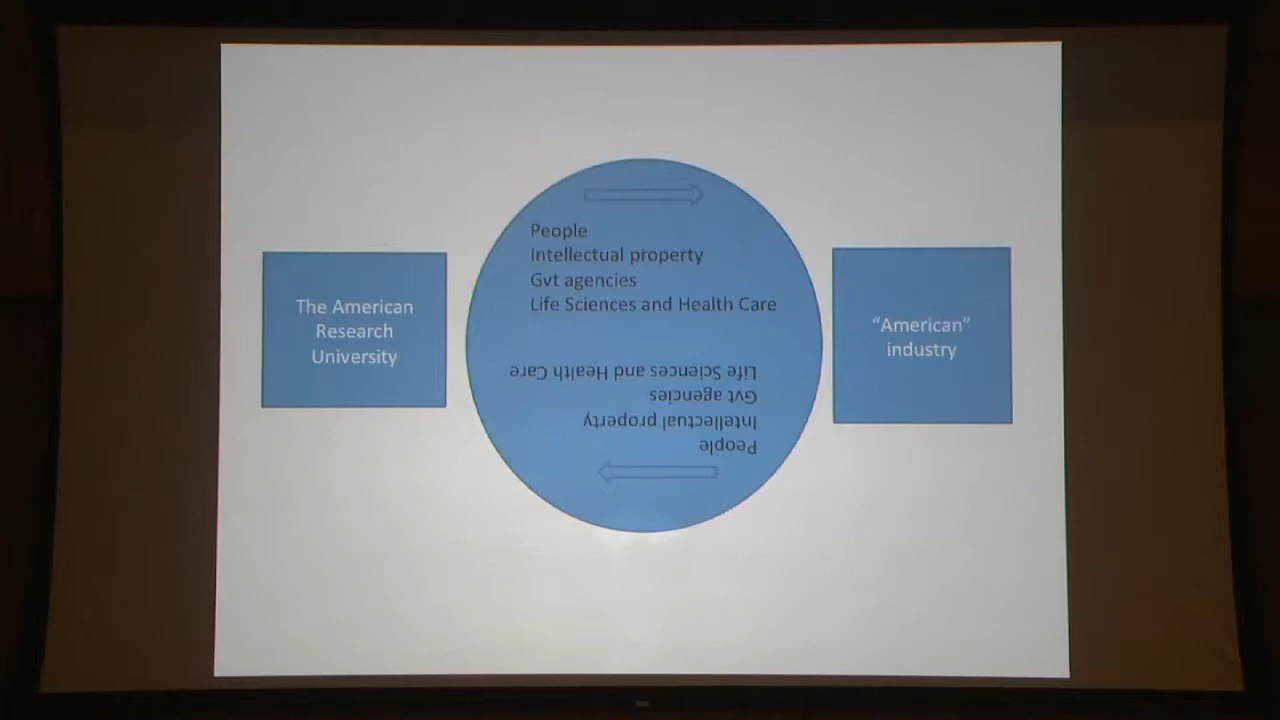 The American
Research
University
People
Intellectual property
Gvt agencies
Life Sciences and Health Care
People
Intellectual property
Gvt agencies
Life Sciences and Health Care
“American”
industry